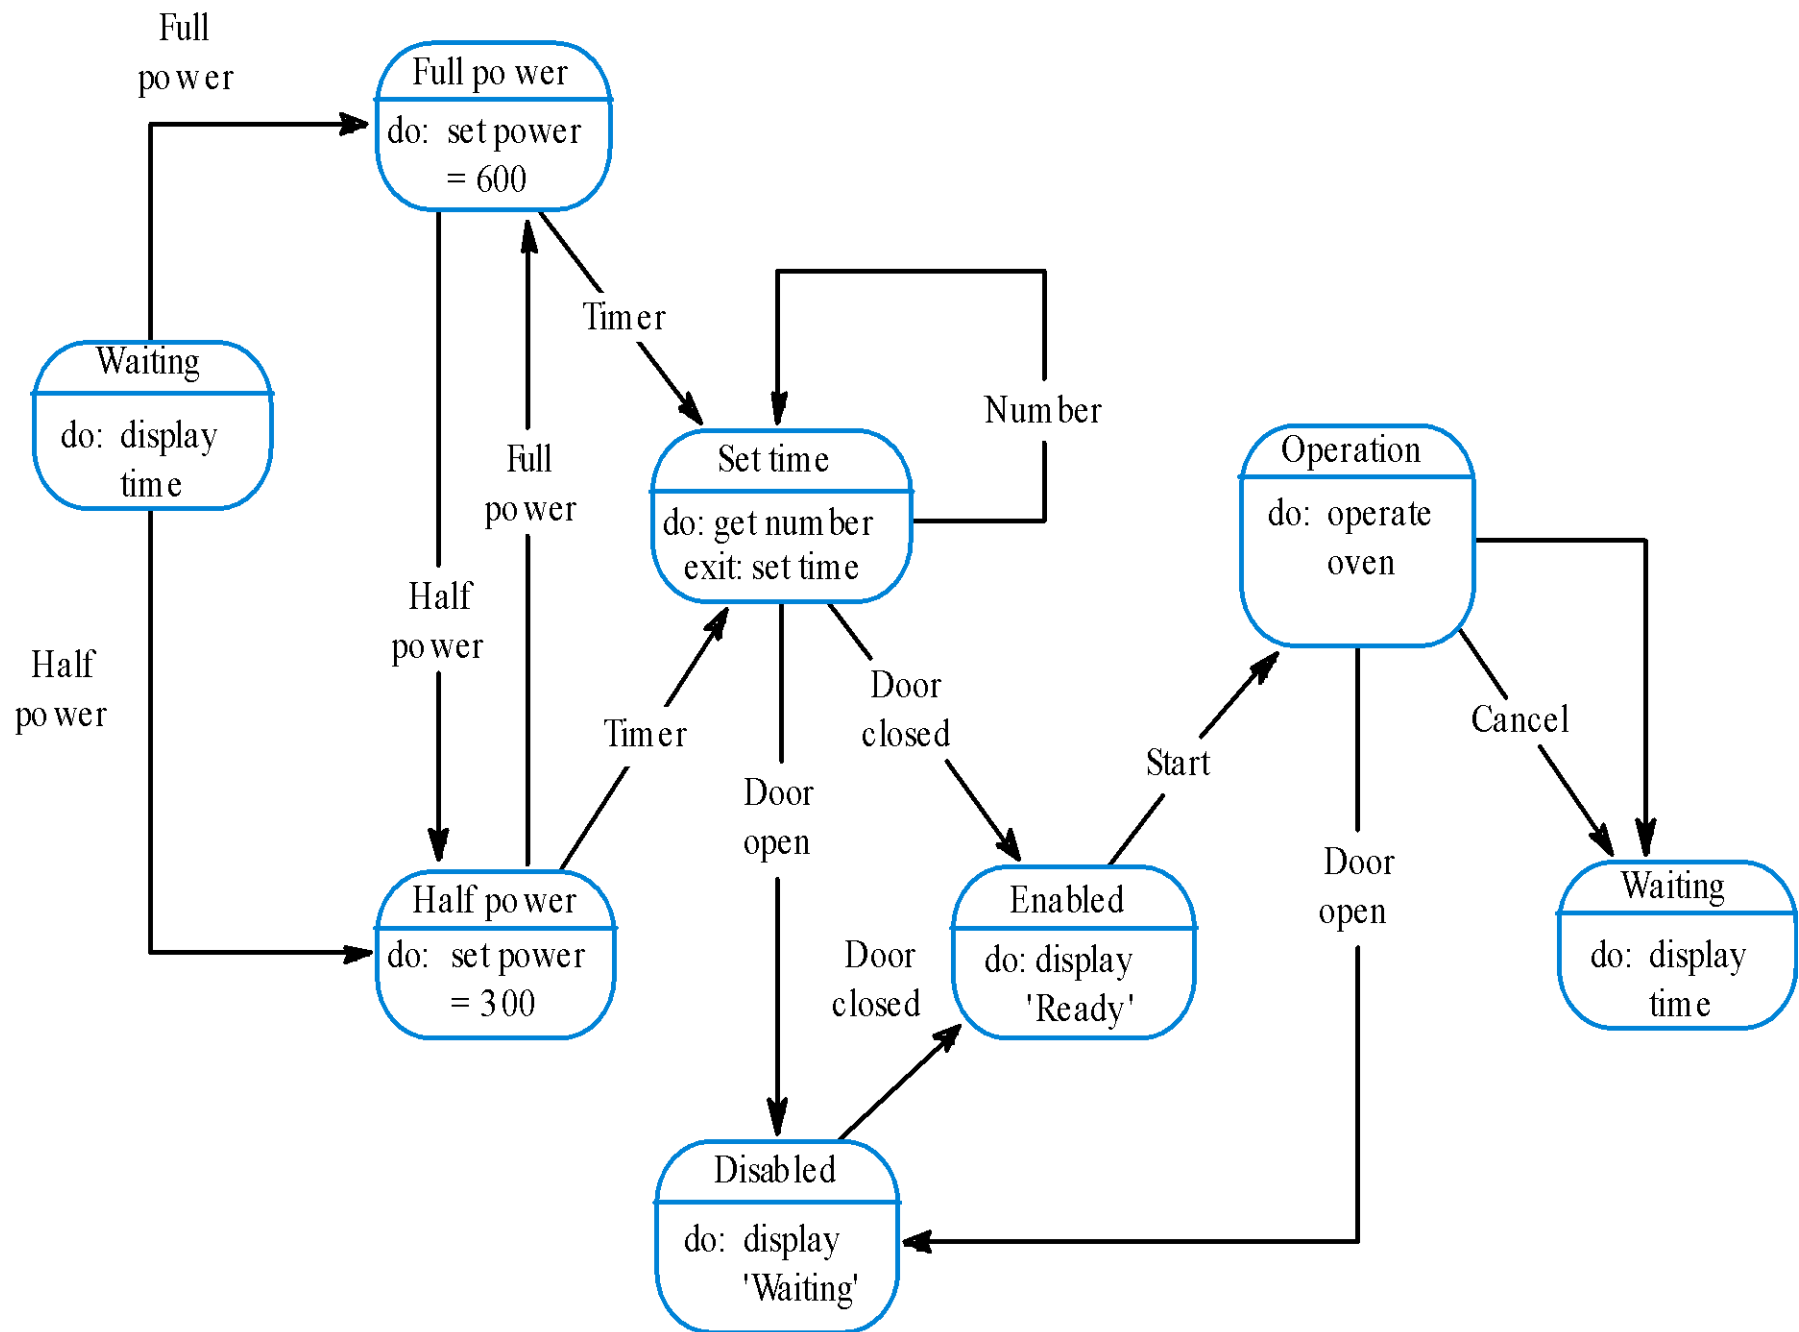 Full
power
Full power
do: set power
= 600
Timer
Waiting
do: display
time
Number
Full
power
Set time
do: get number
exit: set time
Operation
do: operate
oven
Half
power
Half
power
Timer
Door
closed
Cancel
Start
Door
open
Door
open
Half power
do: set power
= 300
Enabled
do: display
'Ready'
Waiting
do: display
time
Door
closed
Disabled
do: display
'Waiting'